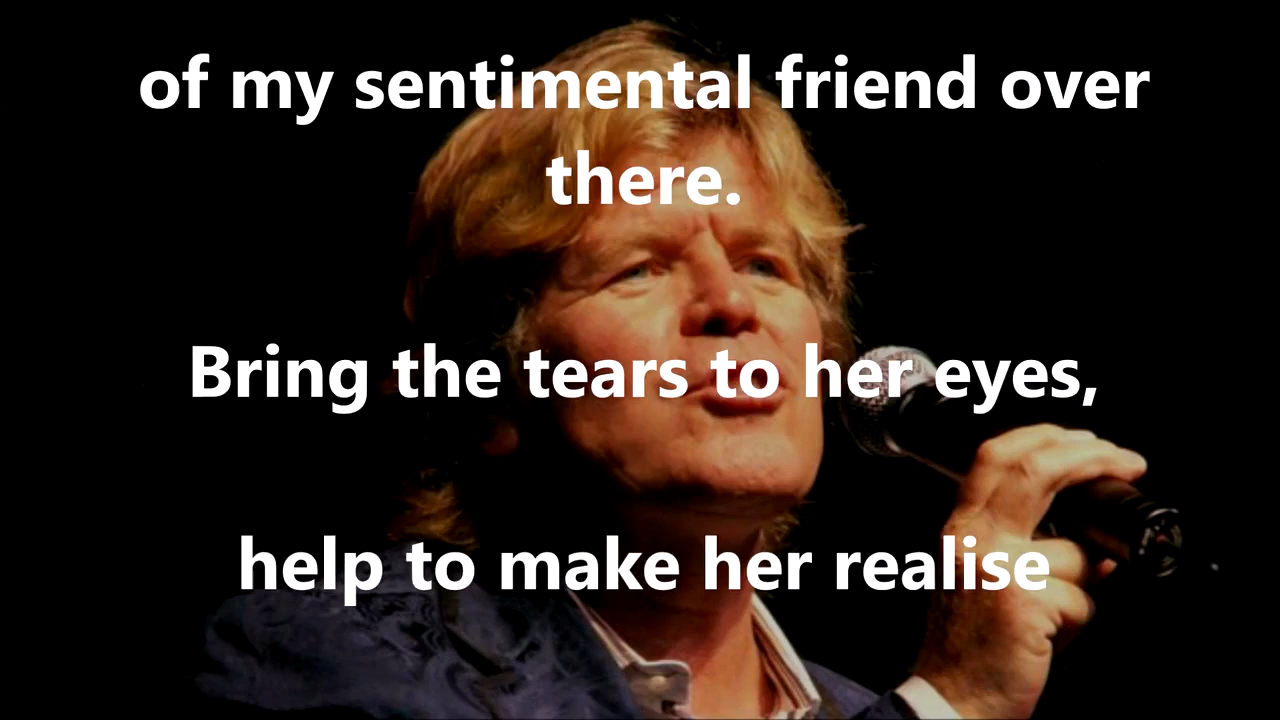 of my sentimental friend over
there.
Bring the tears to her eyes,
help to make her realise